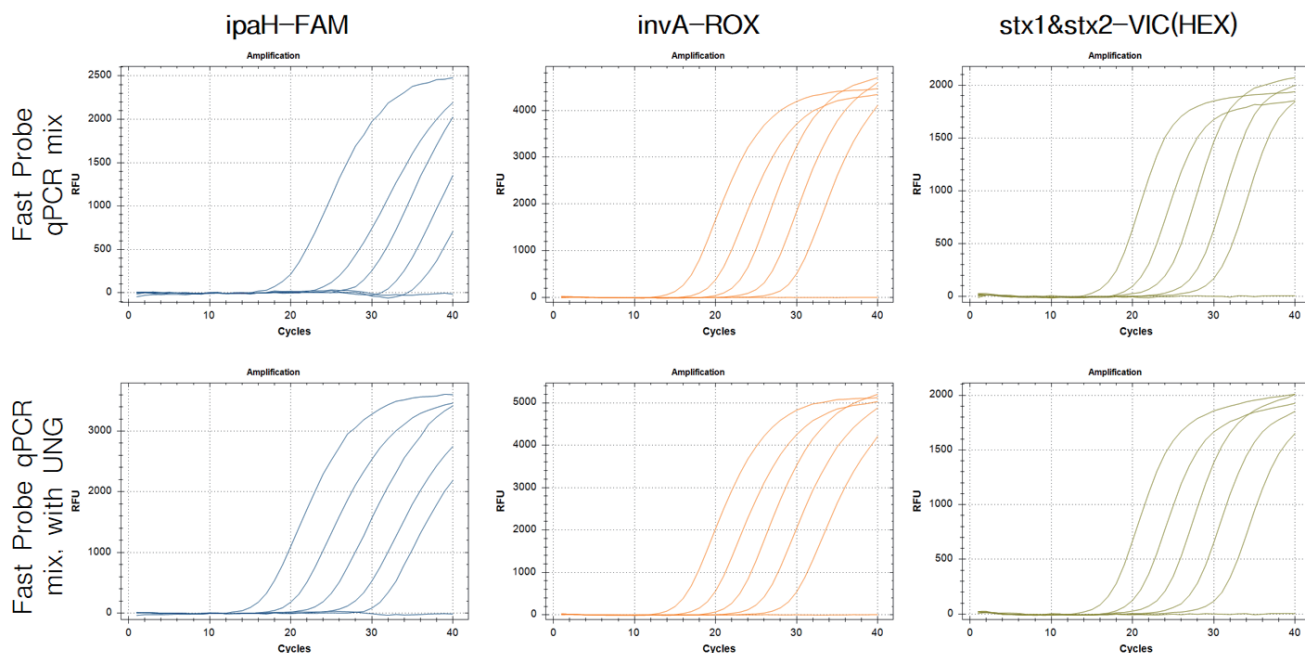 ipaH-FAM
invA-ROX
stx1&stx2-VIC(HEX)
Fast Probe
qPCR mix
Amplification
2500
2000
1500
1000
500
0
RFU
0
10
20
30
40
Cycles
Amplification
4000
3000
2000
1000
0
RFU
0
10
20
30
40
Cycles
Amplification
2000
1500
1000
500
0
RFU
0
10
20
30
40
Cycles
Fast Probe qPCR
mix, with UNG
Amplification
3000
2000
1000
0
RFU
0
10
20
30
40
Cycles
Amplification
5000
4000
3000
2000
1000
0
RFU
0
10
20
30
40
Cycles
Amplification
2000
1500
1000
500
0
RFU
0
10
20
30
40
Cycles